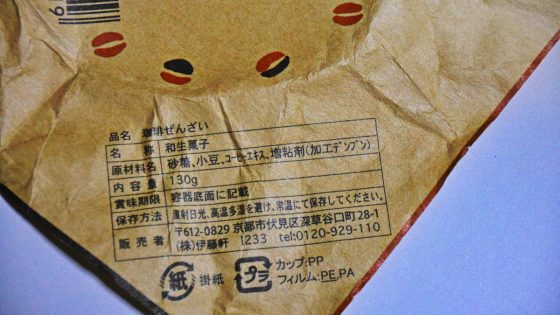 品名 珈琲ぜんざい
名称 和生菓子
原材料名 砂糖、小豆、コーヒーエキス、増粘剤(加工デンプン)
内容量 130g
賞味期限 容器底面に記載
保存方法 直射日光、高温多湿を避け、常温にて保存してください。
販売者 〒612-0829 京都市伏見区深草谷口町28-1
(株)伊藤軒 I233 tel:0120-929-110
紙 掛紙 プラ カップ:PP
フィルム:PE,PA